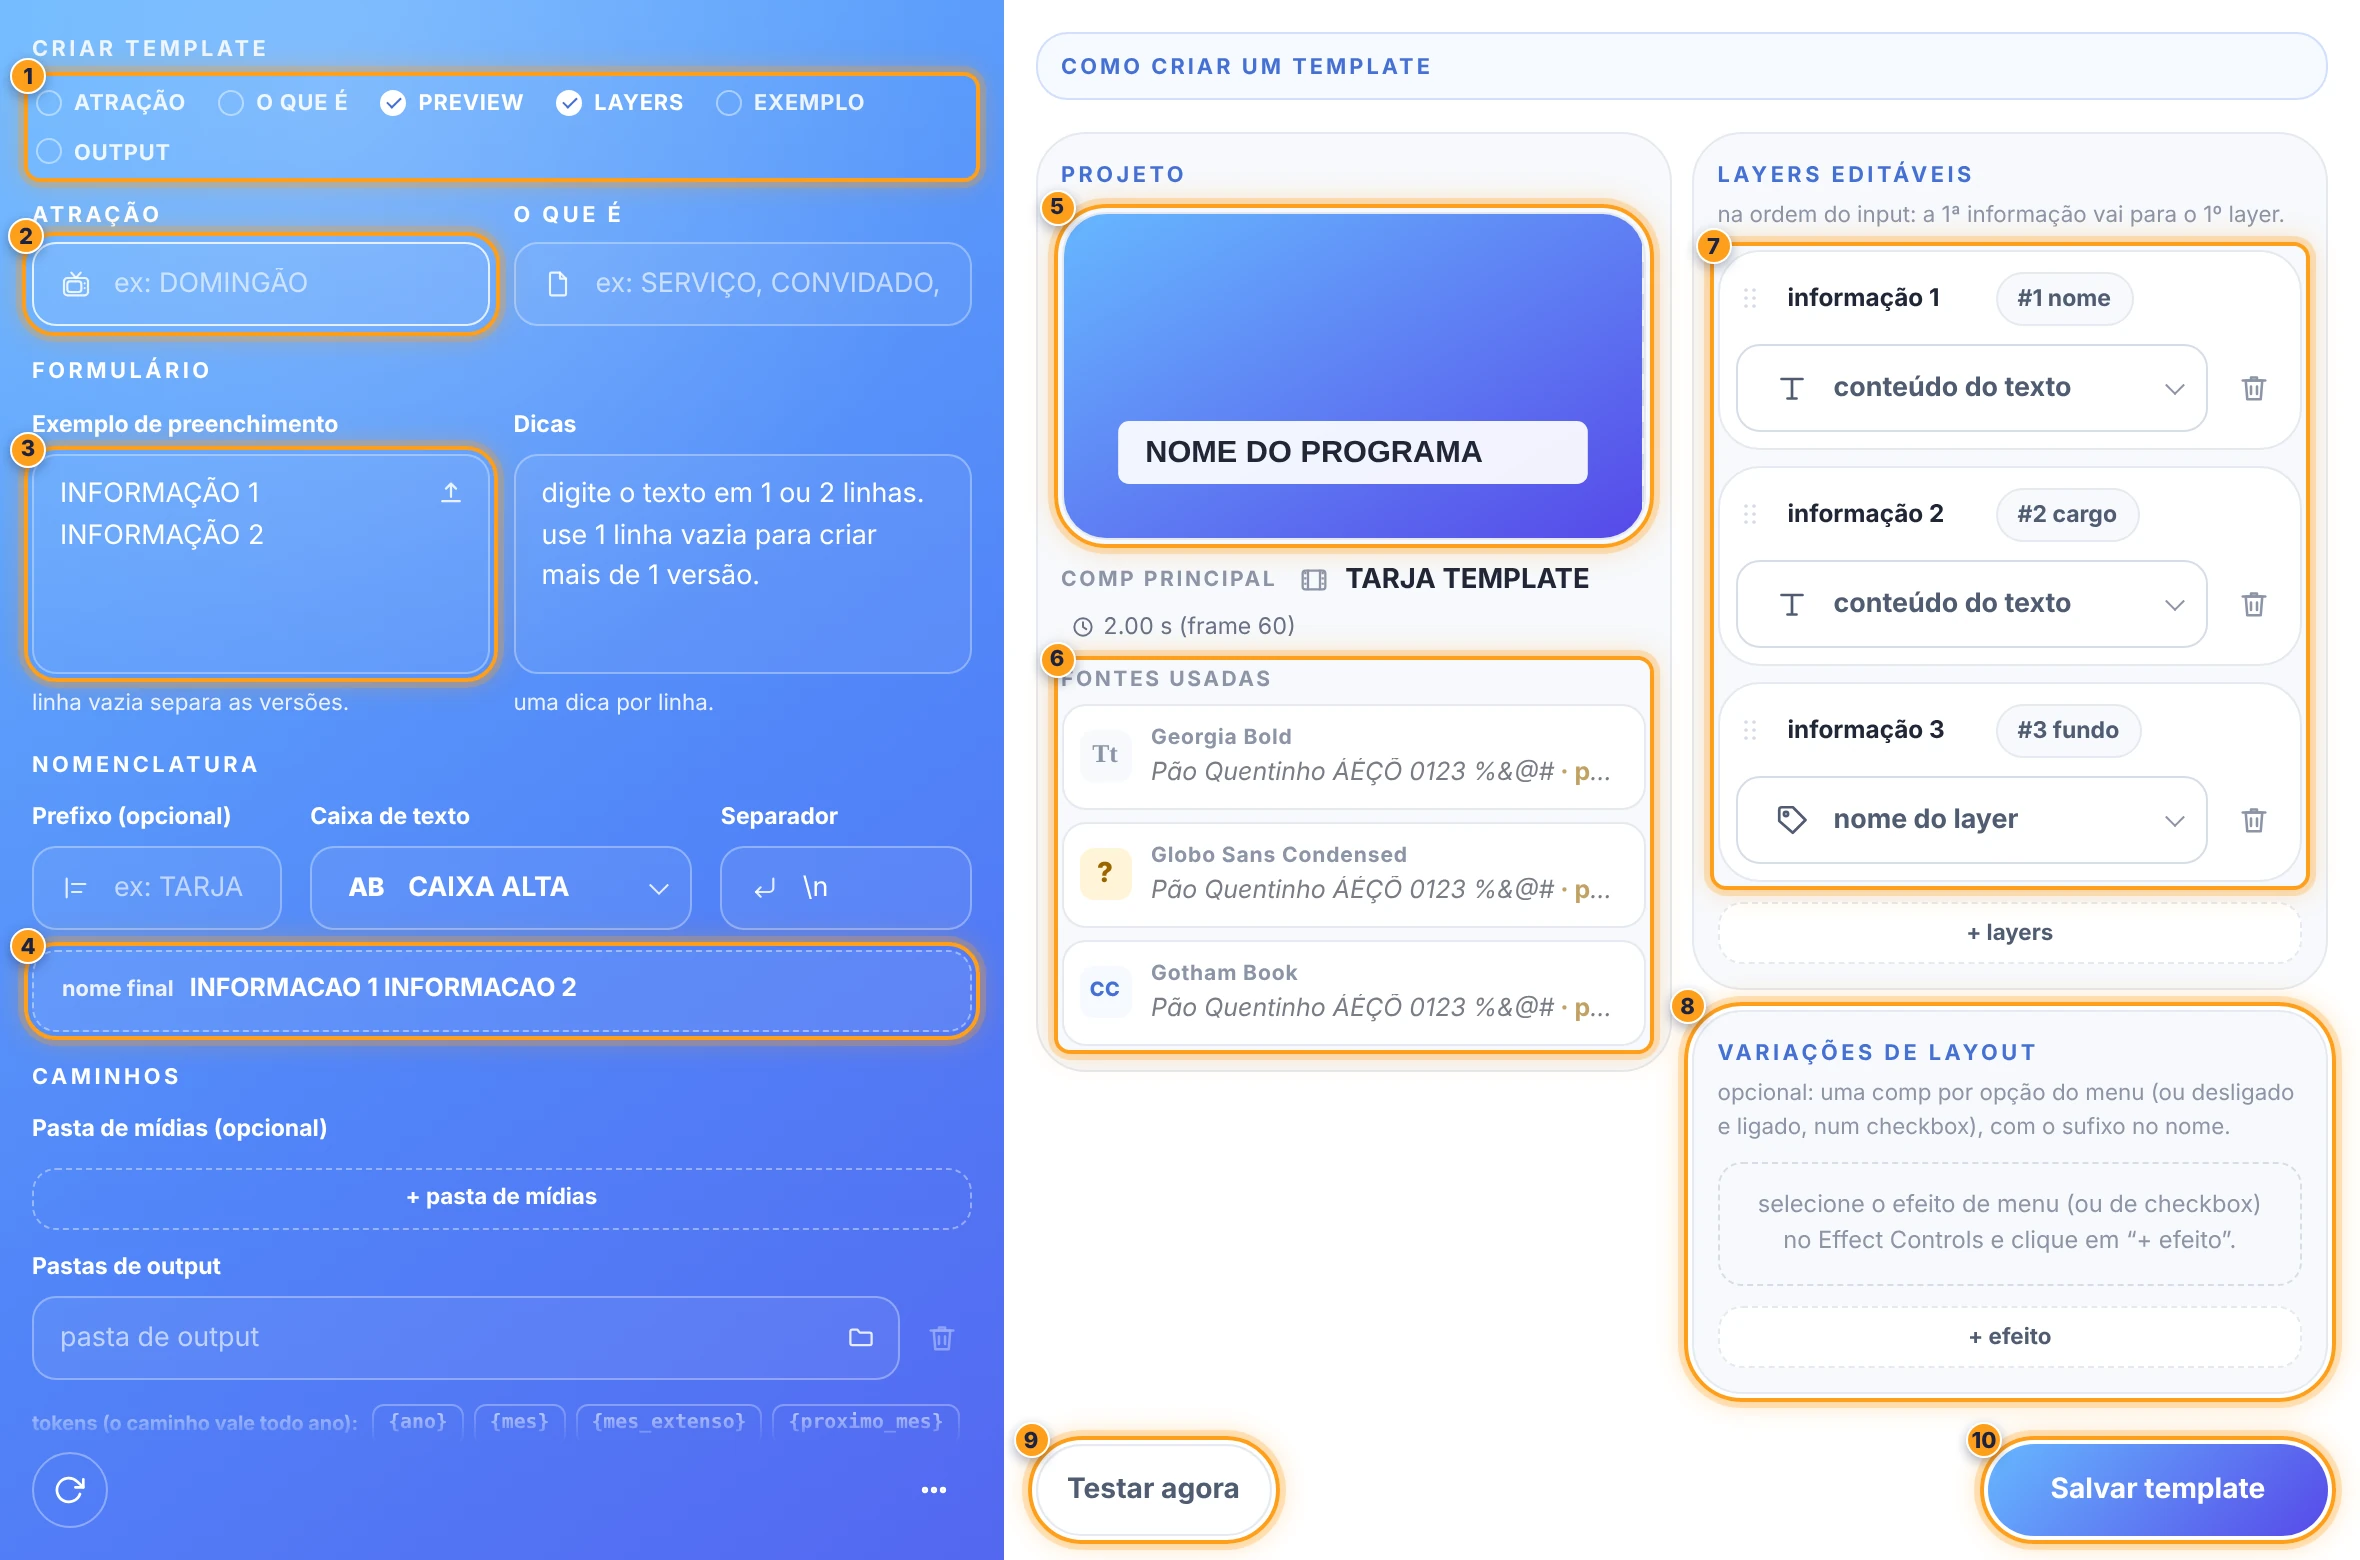 CRIAR TEMPLATE
1
ATRAÇÃO O QUE É PREVIEW LAYERS EXEMPLO
OUTPUT
ATRAÇÃO
2
ex: DOMINGÃO
O QUE É
ex: SERVIÇO, CONVIDADO,
FORMULÁRIO
Exemplo de preenchimento
3
INFORMAÇÃO 1
INFORMAÇÃO 2
linha vazia separa as versões.
Dicas
digite o texto em 1 ou 2 linhas.
use 1 linha vazia para criar
mais de 1 versão.
uma dica por linha.
NOMENCLATURA
Prefixo (opcional)
ex: TARJA
Caixa de texto
AB CAIXA ALTA
Separador
\n
4
nome final INFORMACAO 1 INFORMACAO 2
CAMINHOS
Pasta de mídias (opcional)
+ pasta de mídias
Pastas de output
pasta de output
tokens (o caminho vale todo ano): {ano} {mes} {mes_extenso} {proximo_mes}
COMO CRIAR UM TEMPLATE
PROJETO
5
NOME DO PROGRAMA
COMP PRINCIPAL TARJA TEMPLATE
2.00 s (frame 60)
6
FONTES USADAS
Tt
Georgia Bold
Pão Quentinho ÁÉÇÕ 0123 %&@# · p...
?
Globo Sans Condensed
Pão Quentinho ÁÉÇÕ 0123 %&@# · p...
CC
Gotham Book
Pão Quentinho ÁÉÇÕ 0123 %&@# · p...
LAYERS EDITÁVEIS
na ordem do input: a 1ª informação vai para o 1º layer.
7
informação 1 #1 nome
conteúdo do texto
informação 2 #2 cargo
conteúdo do texto
informação 3 #3 fundo
nome do layer
+ layers
8
VARIAÇÕES DE LAYOUT
opcional: uma comp por opção do menu (ou desligado
e ligado, num checkbox), com o sufixo no nome.
selecione o efeito de menu (ou de checkbox)
no Effect Controls e clique em “+ efeito”.
+ efeito
9
Testar agora
10
Salvar template